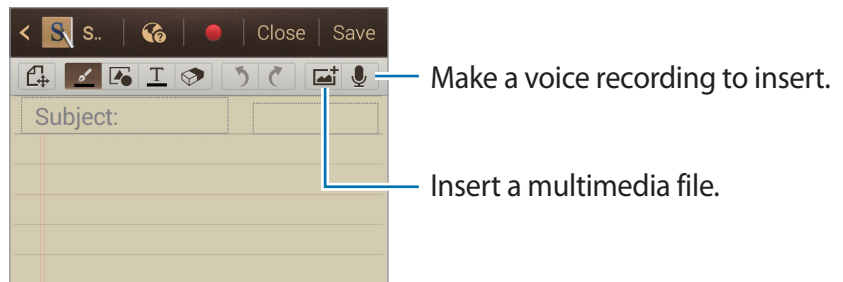 S S.. Close Save
T Make a voice recording to insert.
Subject:
Insert a multimedia file.